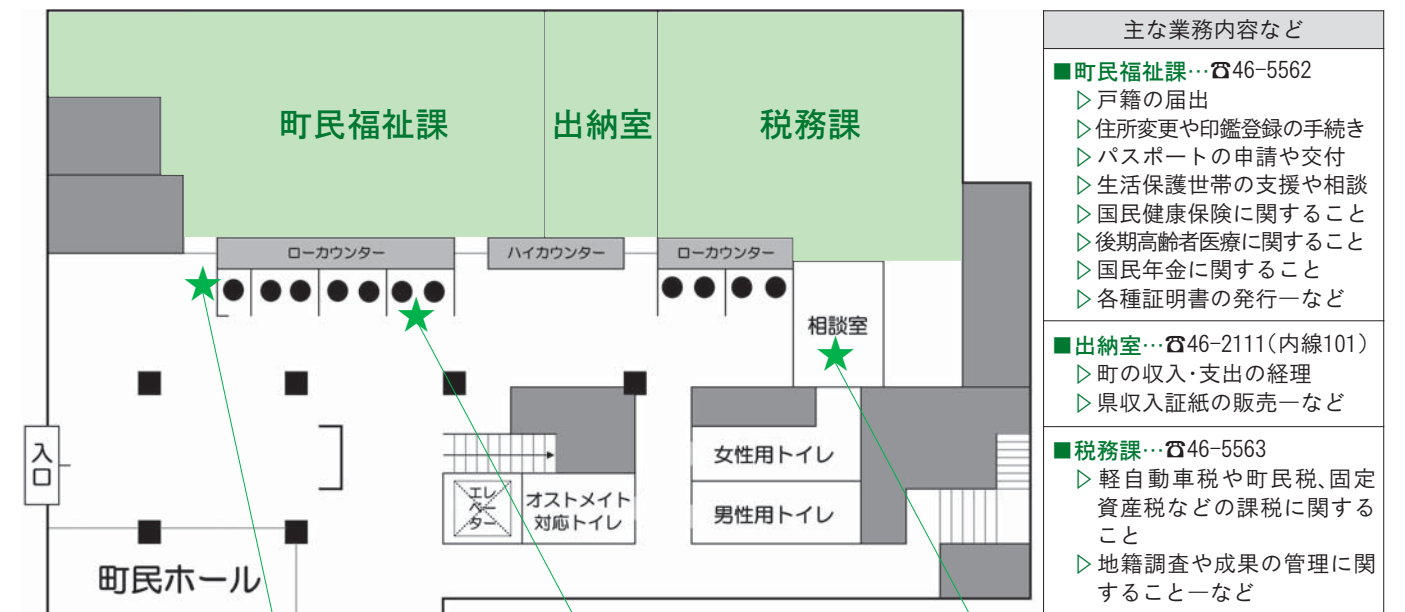 町民福祉課
出納室
税務課
ローカウンター
ハイカウンター
ローカウンター
相談室
入口
エレベーター
オストメイト
対応トイレ
女性用トイレ
男性用トイレ
町民ホール
主な業務内容など
■町民福祉課…☎46-5562
▷戸籍の届出
▷住所変更や印鑑登録の手続き
▷パスポートの申請や交付
▷生活保護世帯の支援や相談
▷国民健康保険に関すること
▷後期高齢者医療に関すること
▷国民年金に関すること
▷各種証明書の発行―など
■出納室…☎46-2111(内線101)
▷町の収入・支出の経理
▷県収入証紙の販売―など
■税務課…☎46-5563
▷軽自動車税や町民税、固定
資産税などの課税に関する
こと
▷地籍調査や成果の管理に関
すること―など